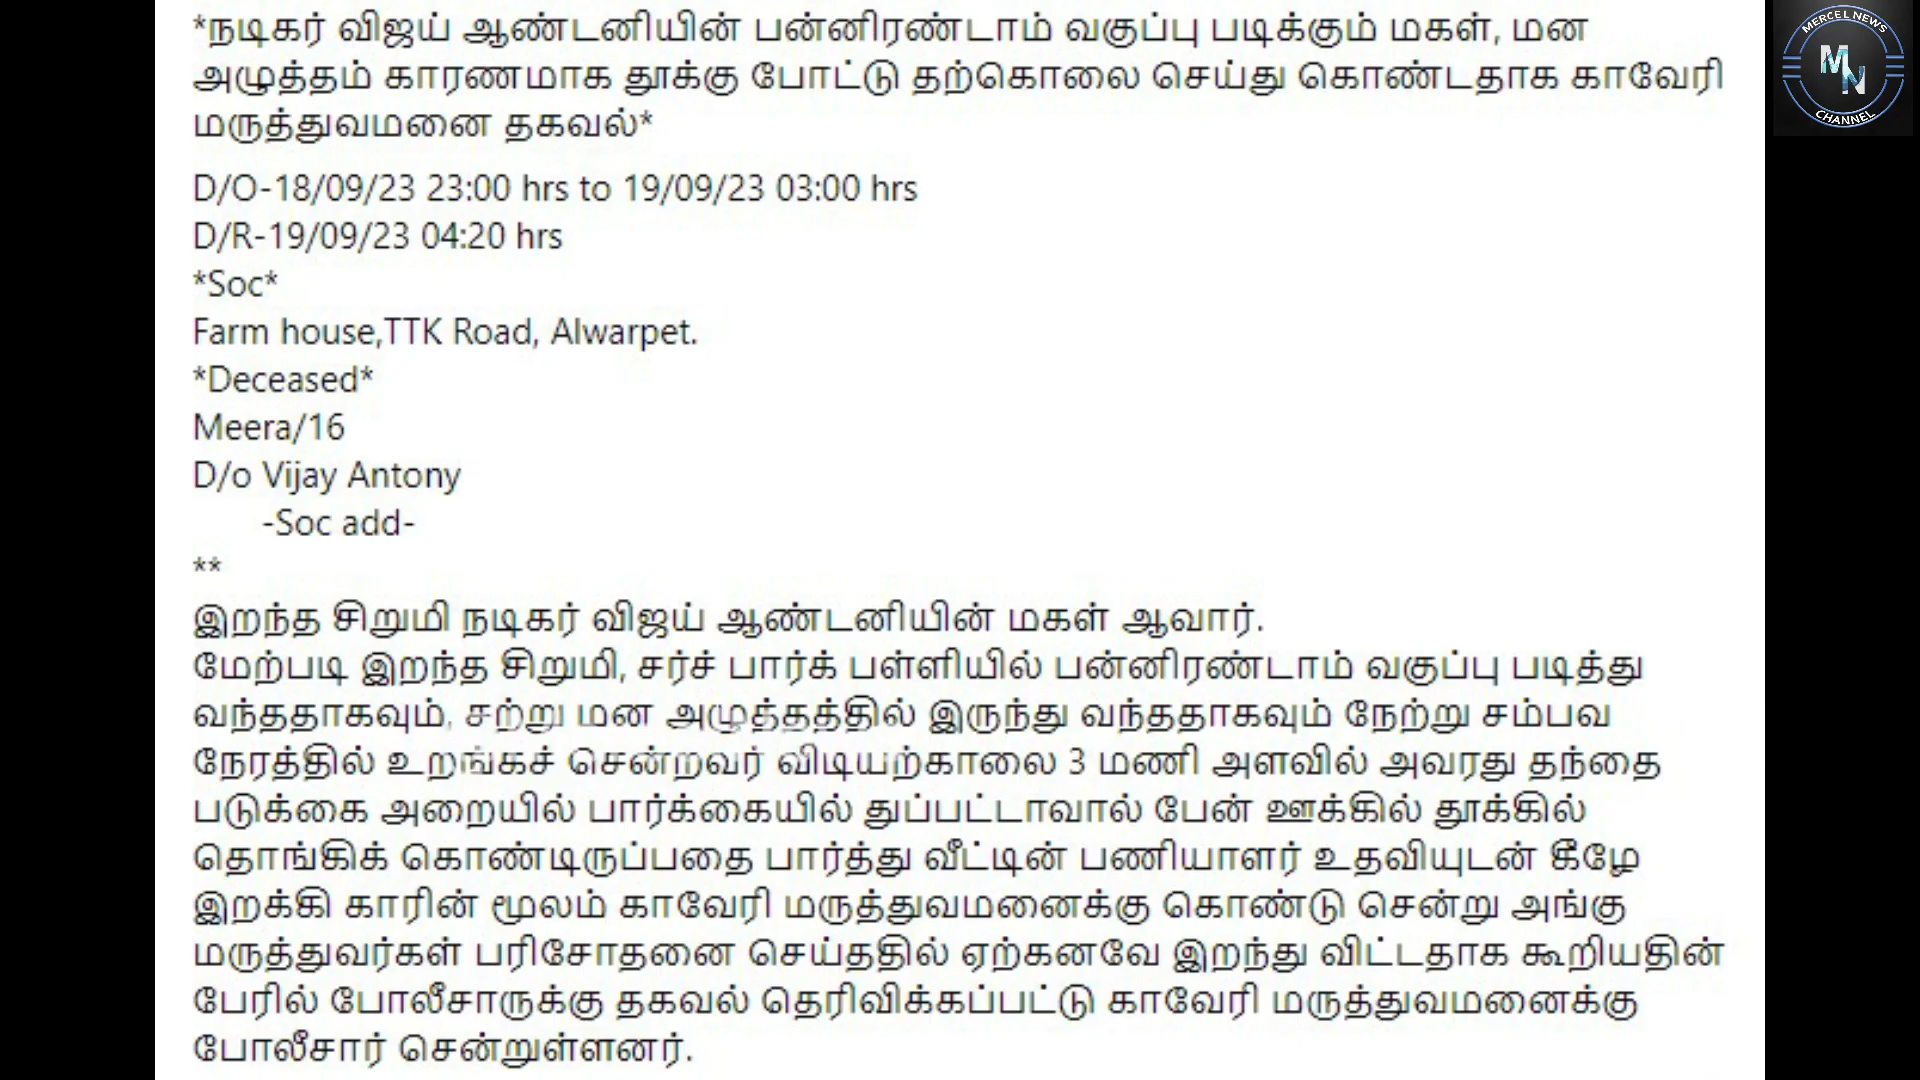 *நடிகர் விஜய் ஆண்டனியின் பன்னிரண்டாம் வகுப்பு படிக்கும் மகள், மன
அழுத்தம் காரணமாக தூக்கு போட்டு தற்கொலை செய்து கொண்டதாக காவேரி
மருத்துவமனை தகவல்*
D/O-18/09/23 23:00 hrs to 19/09/23 03:00 hrs
D/R-19/09/23 04:20 hrs
*Soc*
Farm house,TTK Road, Alwarpet.
*Deceased*
Meera/16
D/o Vijay Antony
-Soc add-
**
இறந்த சிறுமி நடிகர் விஜய் ஆண்டனியின் மகள் ஆவார்.
மேற்படி இறந்த சிறுமி, சர்ச் பார்க் பள்ளியில் பன்னிரண்டாம் வகுப்பு படித்து
வந்ததாகவும், சற்று மன அழுத்தத்தில் இருந்து வந்ததாகவும் நேற்று சம்பவ
நேரத்தில் உறங்கச் சென்றவர் விடியற்காலை 3 மணி அளவில் அவரது தந்தை
படுக்கை அறையில் பார்க்கையில் துப்பட்டாவால் பேன் ஊக்கில் தூக்கில்
தொங்கிக் கொண்டிருப்பதை பார்த்து வீட்டின் பணியாளர் உதவியுடன் கீழே
இறக்கி காரின் மூலம் காவேரி மருத்துவமனைக்கு கொண்டு சென்று அங்கு
மருத்துவர்கள் பரிசோதனை செய்ததில் ஏற்கனவே இறந்து விட்டதாக கூறியதின்
பேரில் போலீசாருக்கு தகவல் தெரிவிக்கப்பட்டு காவேரி மருத்துவமனைக்கு
போலீசார் சென்றுள்ளனர்.
MERCEL NEWS
MN
CHANNEL